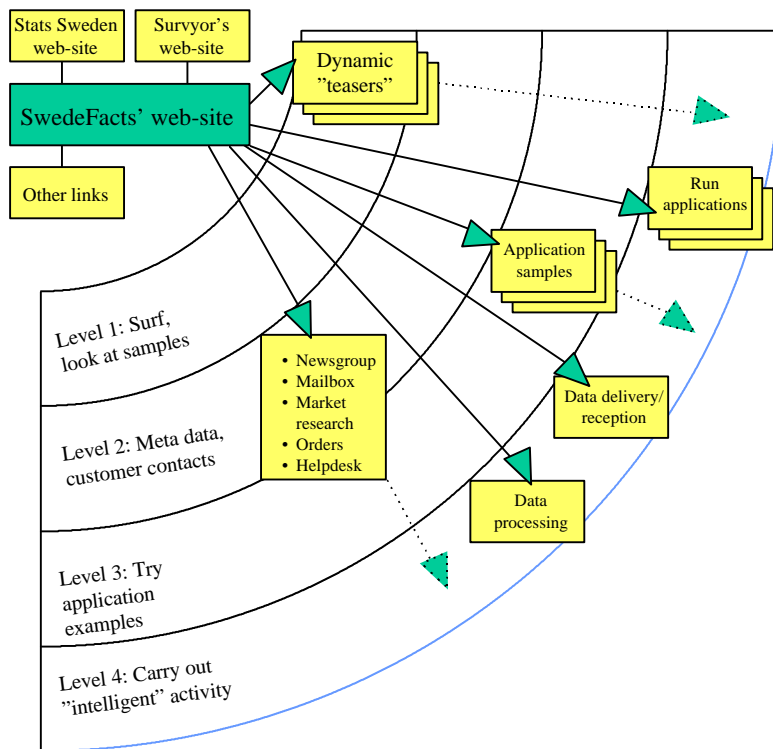 Stats Sweden
web-site
Survyor's
web-site
SwedeFacts' web-site
Other links
Dynamic
”teasers”
Run
applications
Application
samples
Level 1: Surf,
look at samples
• Newsgroup
• Mailbox
• Market
research
• Orders
• Helpdesk
Data delivery/
reception
Level 2: Meta data,
customer contacts
Data
processing
Level 3: Try
application
examples
Level 4: Carry out
”intelligent” activity